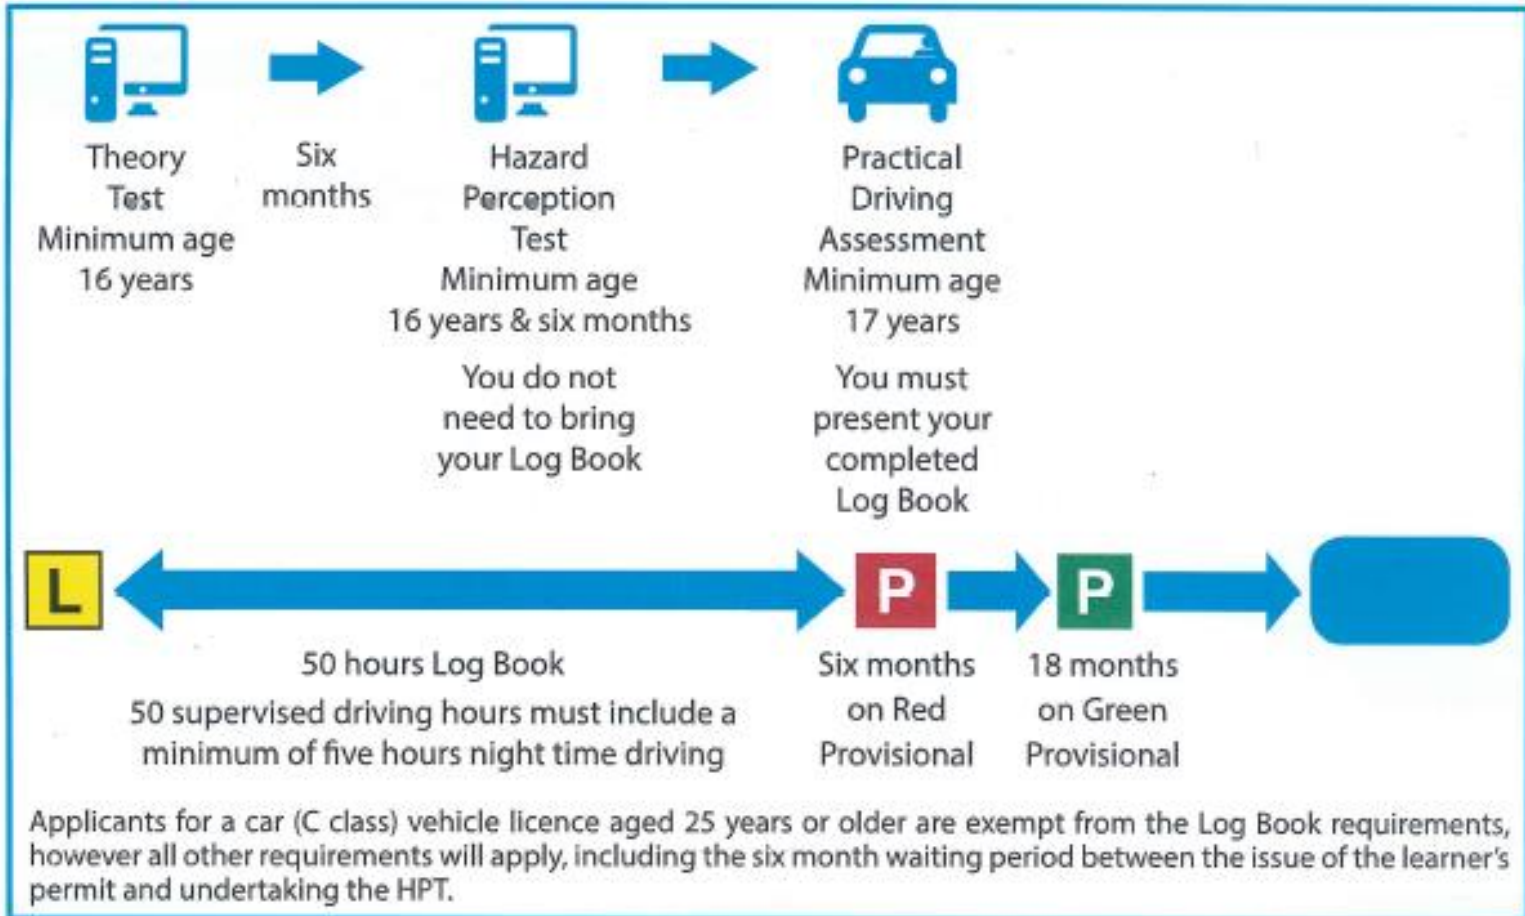 Theory
Test
Minimum age
16 years
Six
months
Hazard
Perception
Test
Minimum age
16 years & six months
You do not
need to bring
your Log Book
Practical
Driving
Assessment
Minimum age
17 years
You must
present your
completed
Log Book
L
P
P
50 hours Log Book
50 supervised driving hours must include a
minimum of five hours night time driving
Six months
on Red
Provisional
18 months
on Green
Provisional
Applicants for a car (C class) vehicle licence aged 25 years or older are exempt from the Log Book requirements,
however all other requirements will apply, including the six month waiting period between the issue of the learner's
permit and undertaking the HPT.